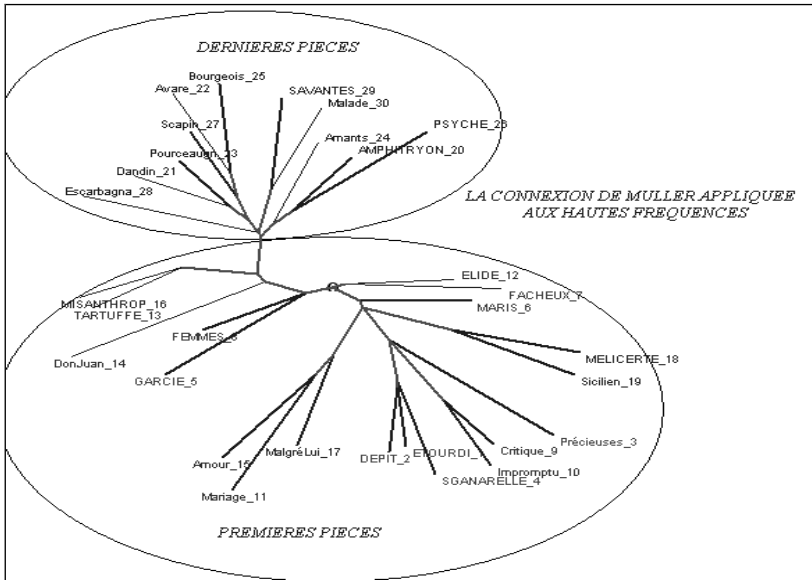 DERNIERES PIECES
Bourgeois_25
Avare_22
SAVANTES_29
Malade_30
Scapin_27
PSYCHE_26
Amants_24
Pourceaugn_23
AMPHITRYON_20
Dandin_21
Escarbagna_28
LA CONNEXION DE MULLER APPLIQUEE
AUX HAUTES FREQUENCES
ELIDE_12
FACHEUX_7
MISANTHROP_16
MARIS_6
TARTUFFE_13
FEMMES_8
DonJuan_14
MELICERTE_18
GARCIE_5
Sicilien_19
Précieuses_3
MalgréLui_17
Critique_9
ETOURDI_1
DEPIT_2
Amour_15
Impromptu_10
SGANARELLE_4
Mariage_11
PREMIERES PIECES